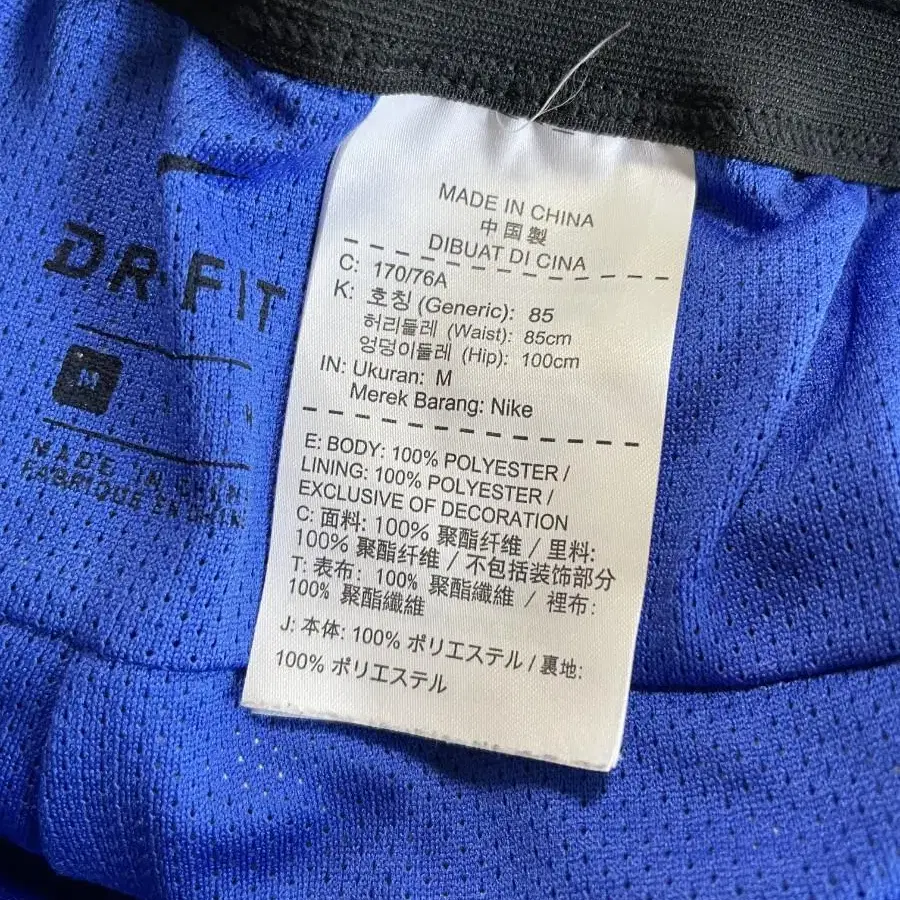 DRI-FIT
M
MADE IN CHINA
FABRIQUÉ EN CHINE
MADE IN CHINA
中国製
DIBUAT DI CINA
C: 170/76A
K: 호칭 (Generic): 85
허리둘레 (Waist): 85cm
엉덩이둘레 (Hip): 100cm
IN: Ukuran: M
Merek Barang: Nike
E: BODY: 100% POLYESTER /
LINING: 100% POLYESTER /
EXCLUSIVE OF DECORATION
C: 面料: 100% 聚酯纤维 / 里料:
100% 聚酯纤维 / 不包括装饰部分
T: 表布: 100% 聚酯纖維 / 裡布:
100% 聚酯纖維
J: 本体: 100% ポリエステル / 裏地:
100% ポリエステル